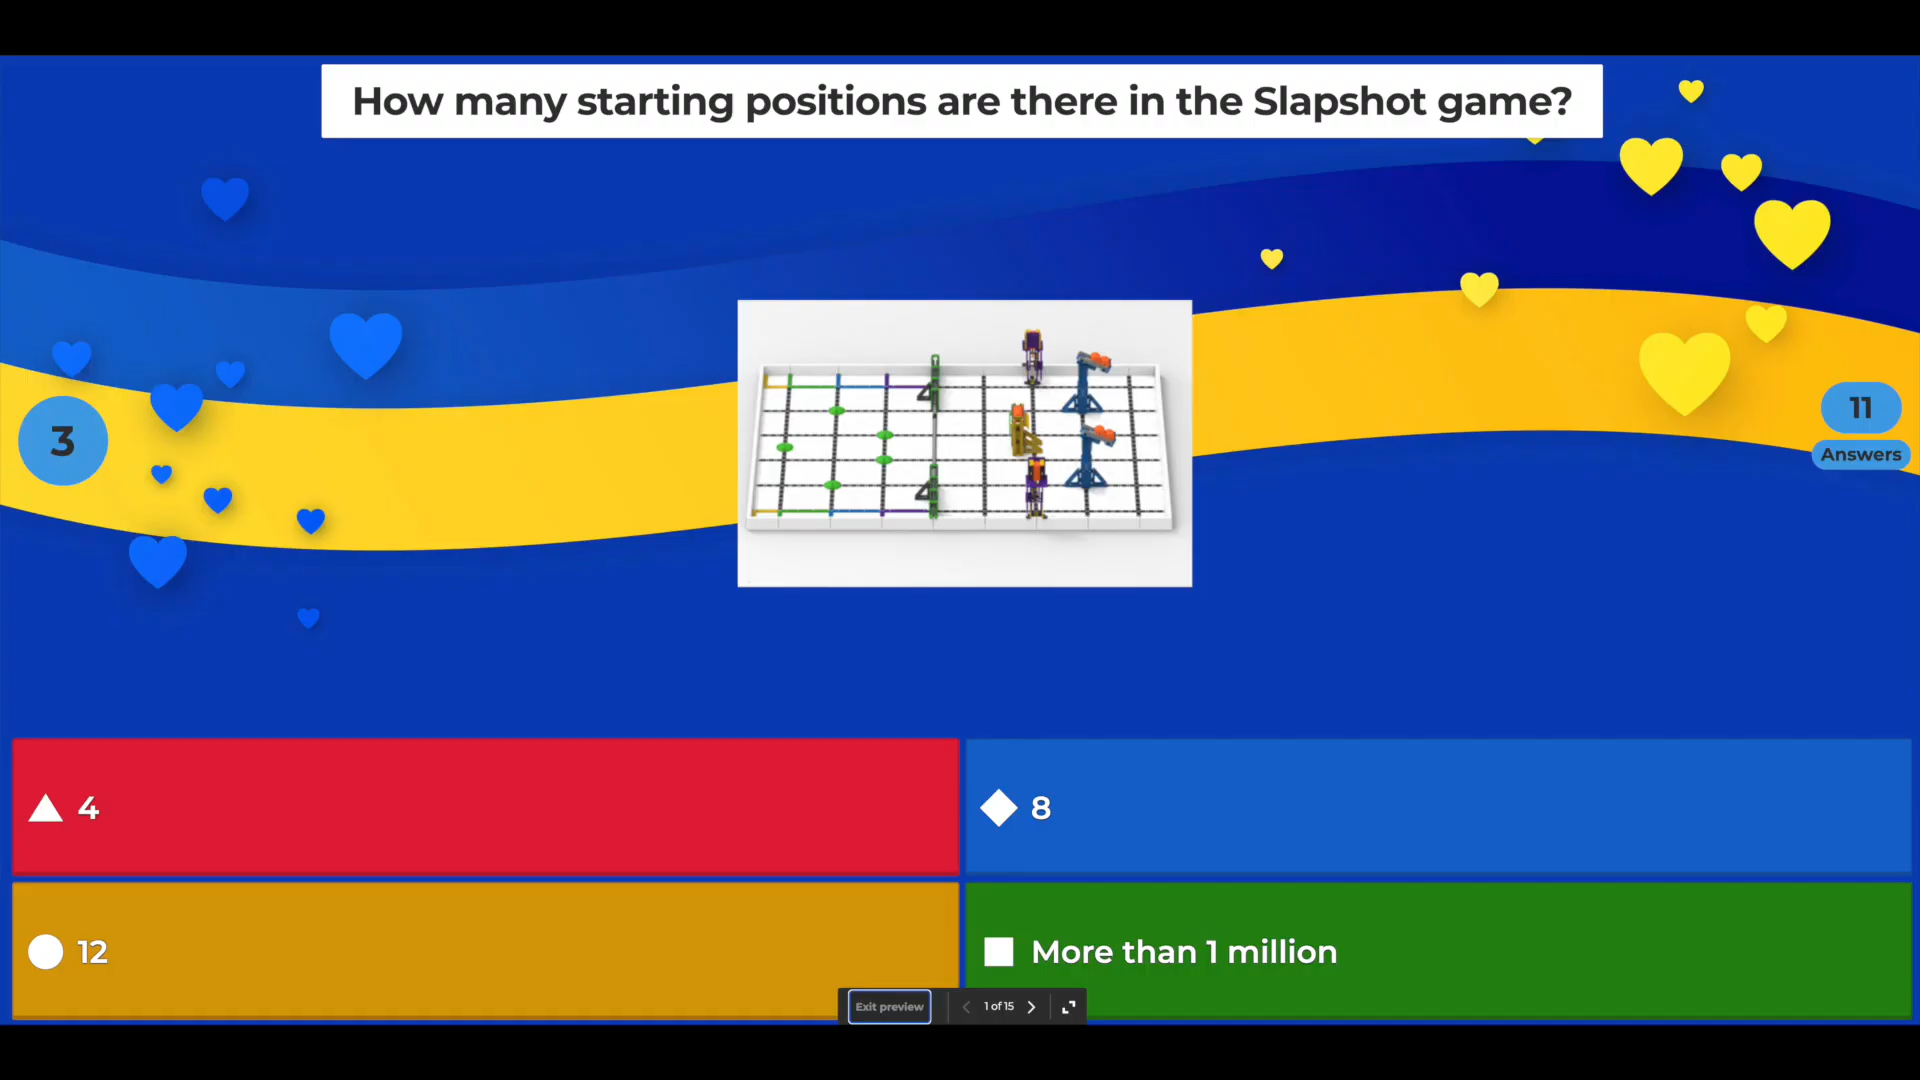 How many starting positions are there in the Slapshot game?
3
11
Answers
4
8
12
More than 1 million
Exit preview
1 of 15